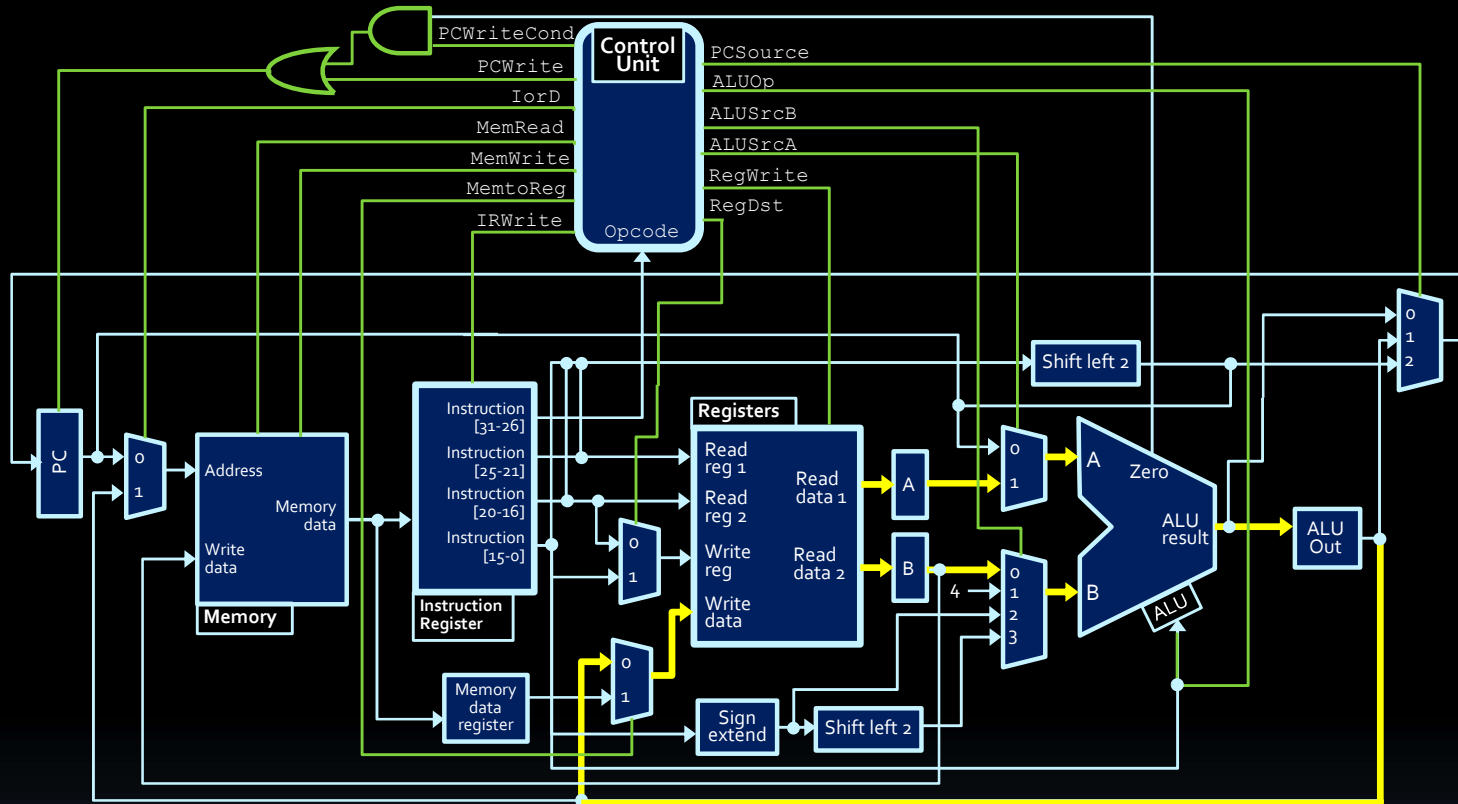 PCWriteCond
PCWrite
IorD
MemRead
MemWrite
MemtoReg
IRWrite
Control
Unit
Opcode
PCSource
ALUOp
ALUSrcB
ALUSrcA
RegWrite
RegDst
0
1
2
Shift left 2
PC
0
1
Address
Memory
data
Write
data
Memory
Instruction
[31-26]
Instruction
[25-21]
Instruction
[20-16]
Instruction
[15-0]
Instruction
Register
0
1
Registers
Read
reg 1
Read
reg 2
Write
reg
Write
data
Read
data 1
Read
data 2
A
B
0
1
4
0
1
2
3
A
B
Zero
ALU
result
ALU
ALU
Out
Memory
data
register
0
1
Sign
extend
Shift left 2